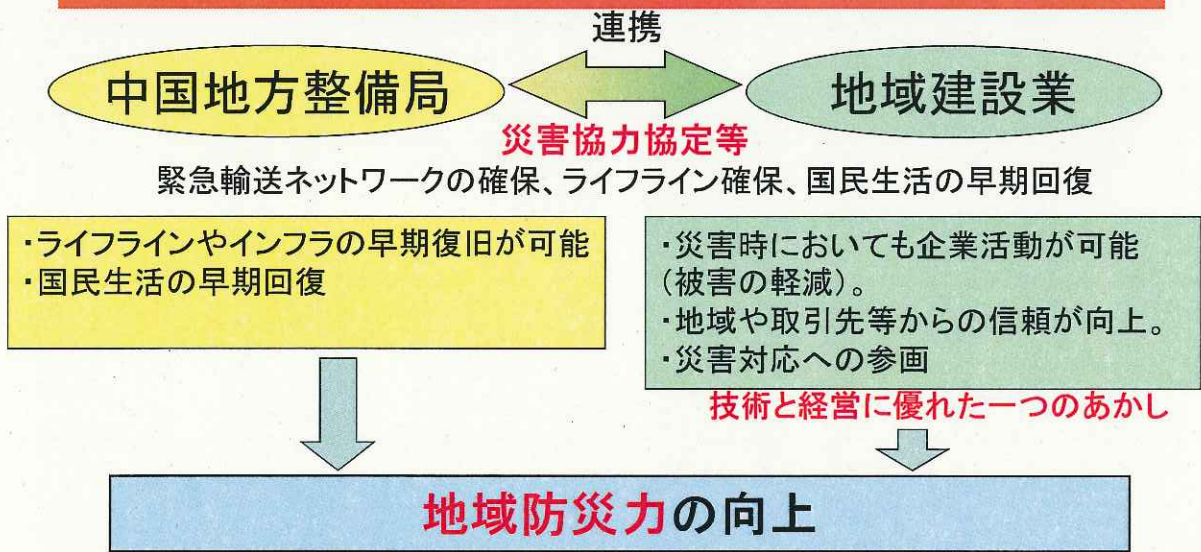 連携
中国地方整備局
地域建設業
災害協力協定等
緊急輸送ネットワークの確保、ライフライン確保、国民生活の早期回復
・ライフラインやインフラの早期復旧が可能
・国民生活の早期回復
・災害時においても企業活動が可能
(被害の軽減)。
・地域や取引先等からの信頼が向上。
・災害対応への参画
技術と経営に優れた一つのあかし
地域防災力の向上